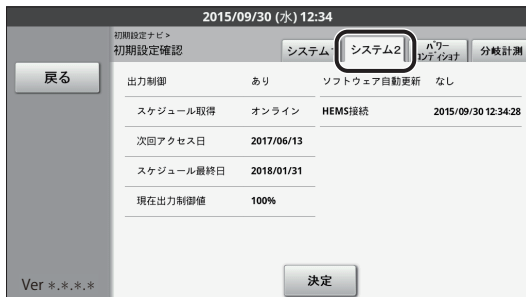 2015/09/30 (水) 12:34
初期設定ナビ >
初期設定確認
システム1
システム2
パワー
コンディショナ
分岐計測
戻る
出力制御 あり
ソフトウェア自動更新 なし
スケジュール取得 オンライン
HEMS接続 2015/09/30 12:34:28
次回アクセス日 2017/06/13
スケジュール最終日 2018/01/31
現在出力制御値 100%
決定
Ver *.*.*.*